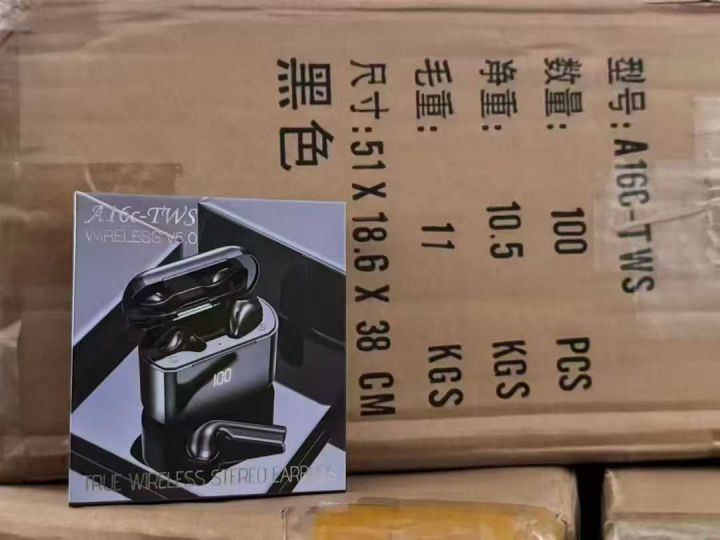 型号:A16C-TWS
数量: 100 PCS
净重: 10.5 KGS
毛重: 11 KGS
尺寸:51 X 18.6 X 38 CM
黑色
A16c-TWS
WIRELESS V5.0
100
TRUE WIRELESS STEREO EARBUDS